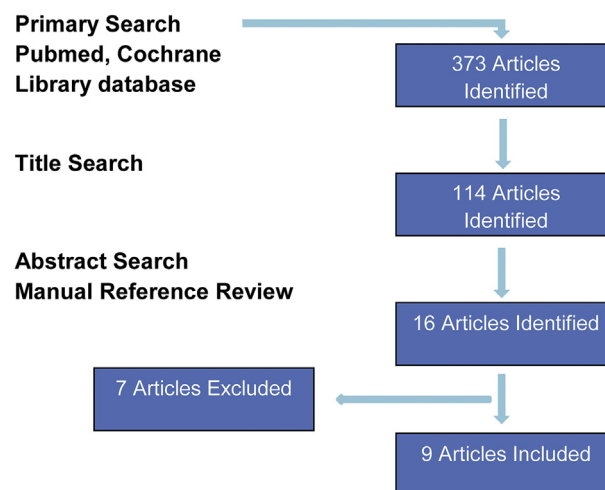 Primary Search
Pubmed, Cochrane
Library database
373 Articles
Identified
Title Search
114 Articles
Identified
Abstract Search
Manual Reference Review
16 Articles Identified
7 Articles Excluded
9 Articles Included